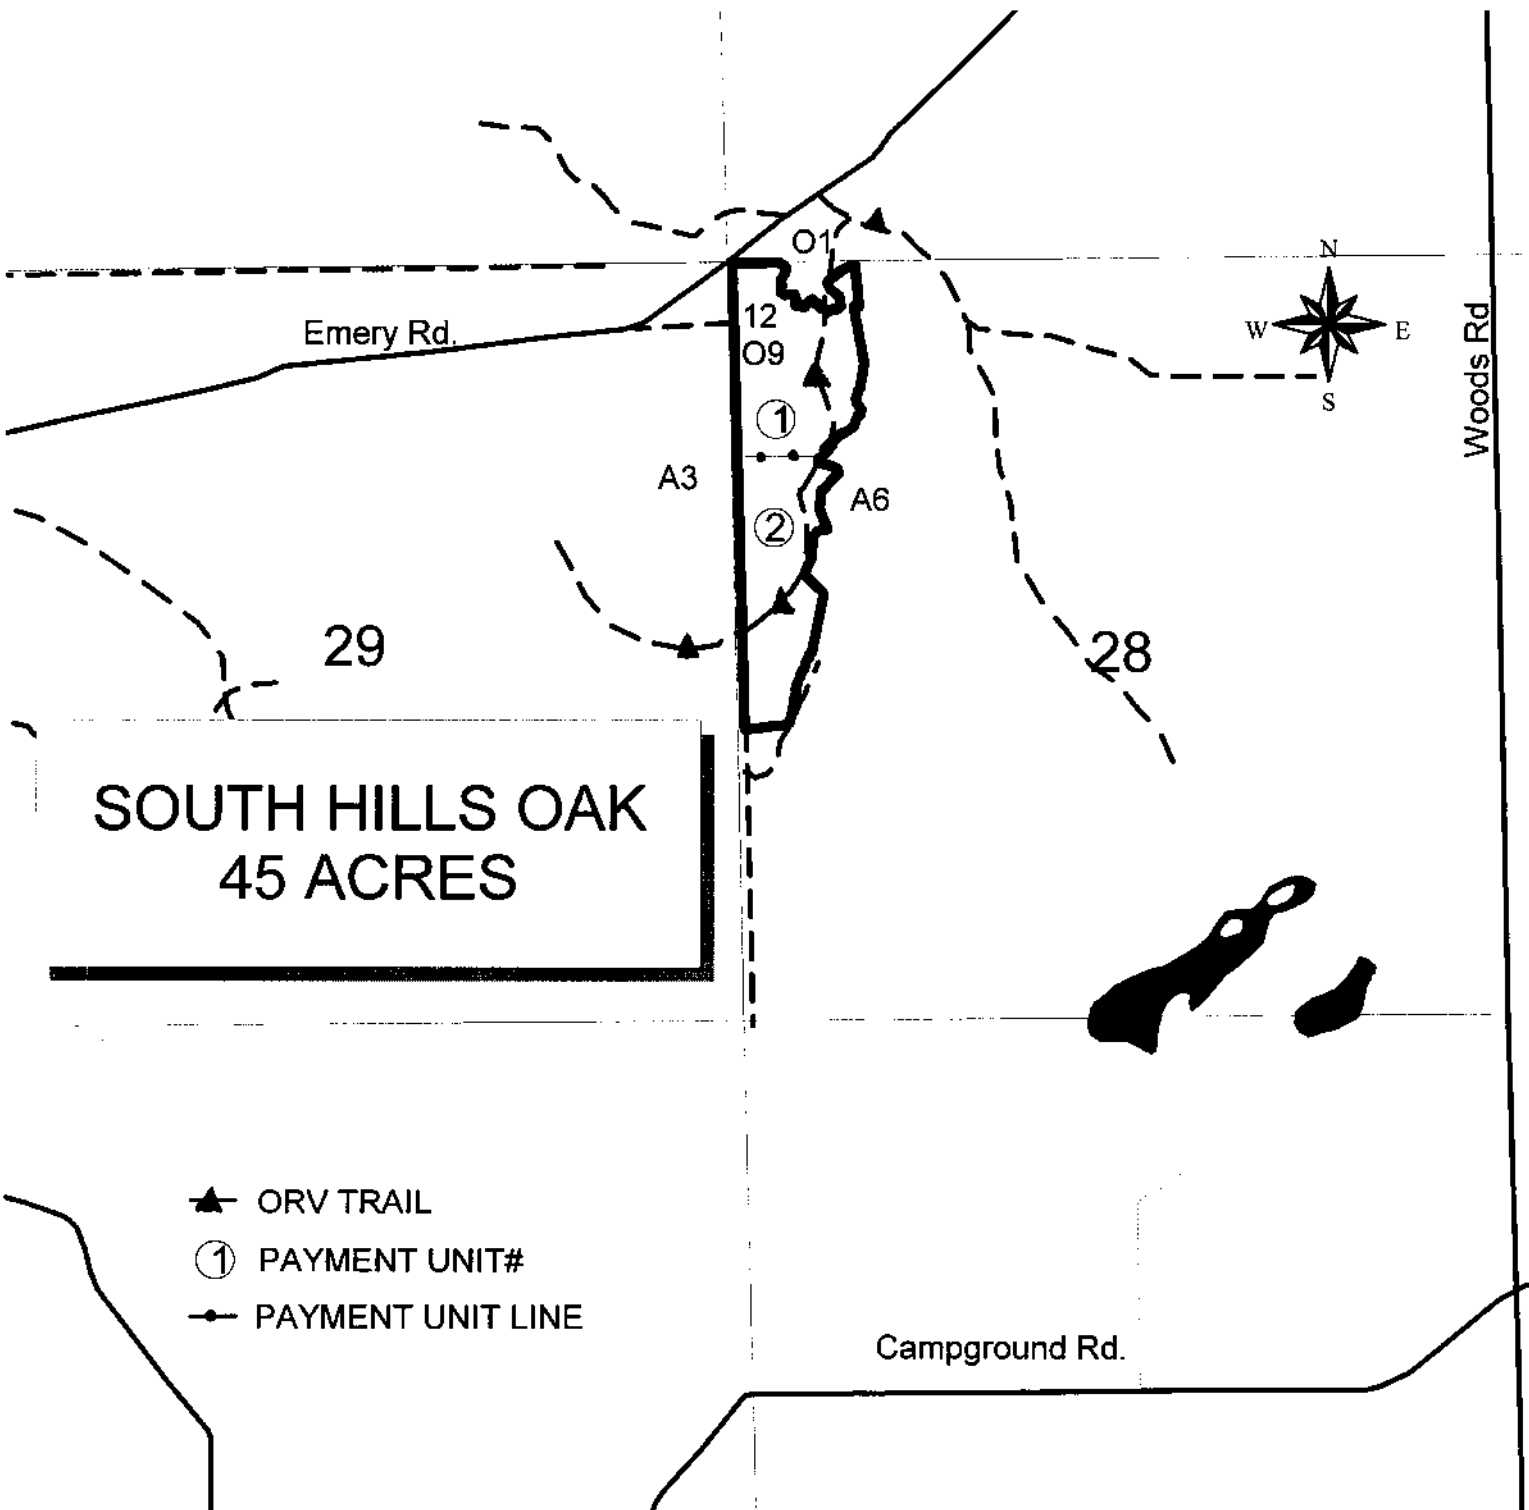 O1
N
W
E
S
Emery Rd.
12
O9
Woods Rd
1
A3
A6
2
29
28
SOUTH HILLS OAK
45 ACRES
ORV TRAIL
1 PAYMENT UNIT#
PAYMENT UNIT LINE
Campground Rd.